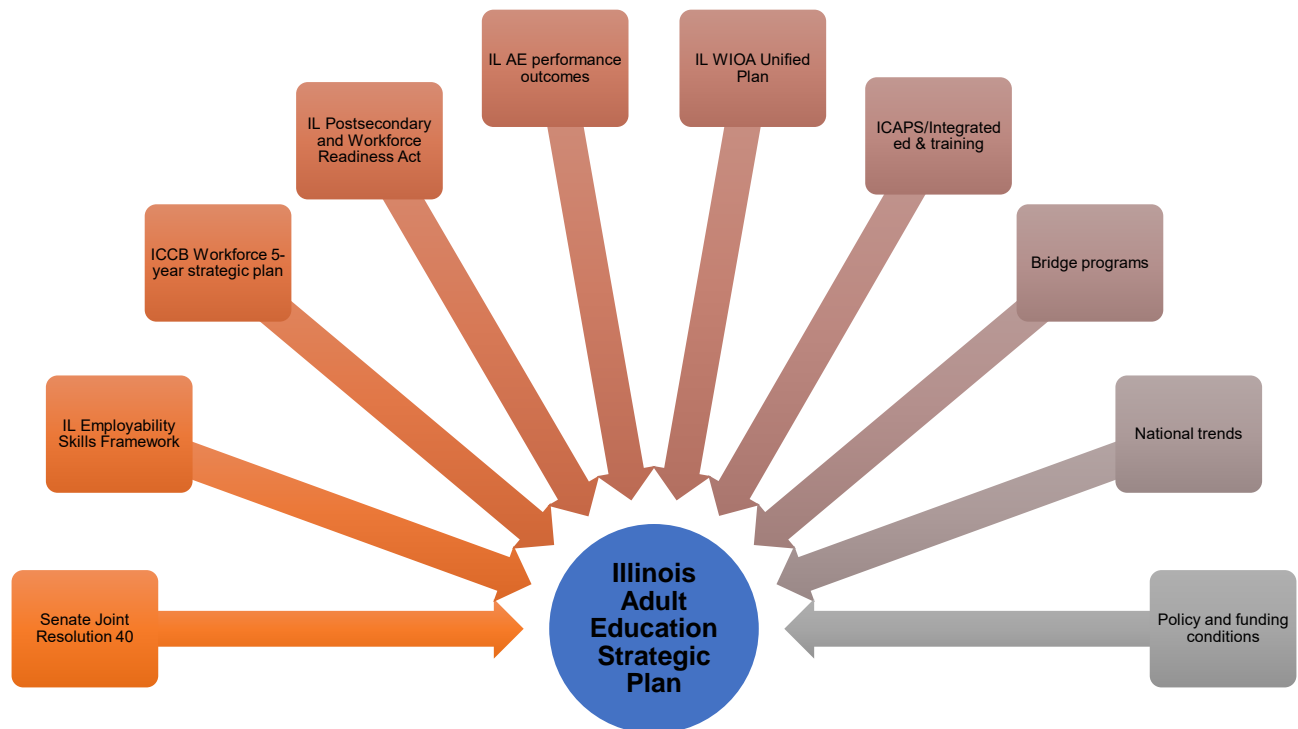 IL AE performance
outcomes
IL WIOA Unified
Plan
IL Postsecondary
and Workforce
Readiness Act
ICAPS/Integrated
ed & training
ICCB Workforce 5-
year strategic plan
Bridge programs
IL Employability
Skills Framework
National trends
Senate Joint
Resolution 40
Illinois
Adult
Education
Strategic
Plan
Policy and funding
conditions